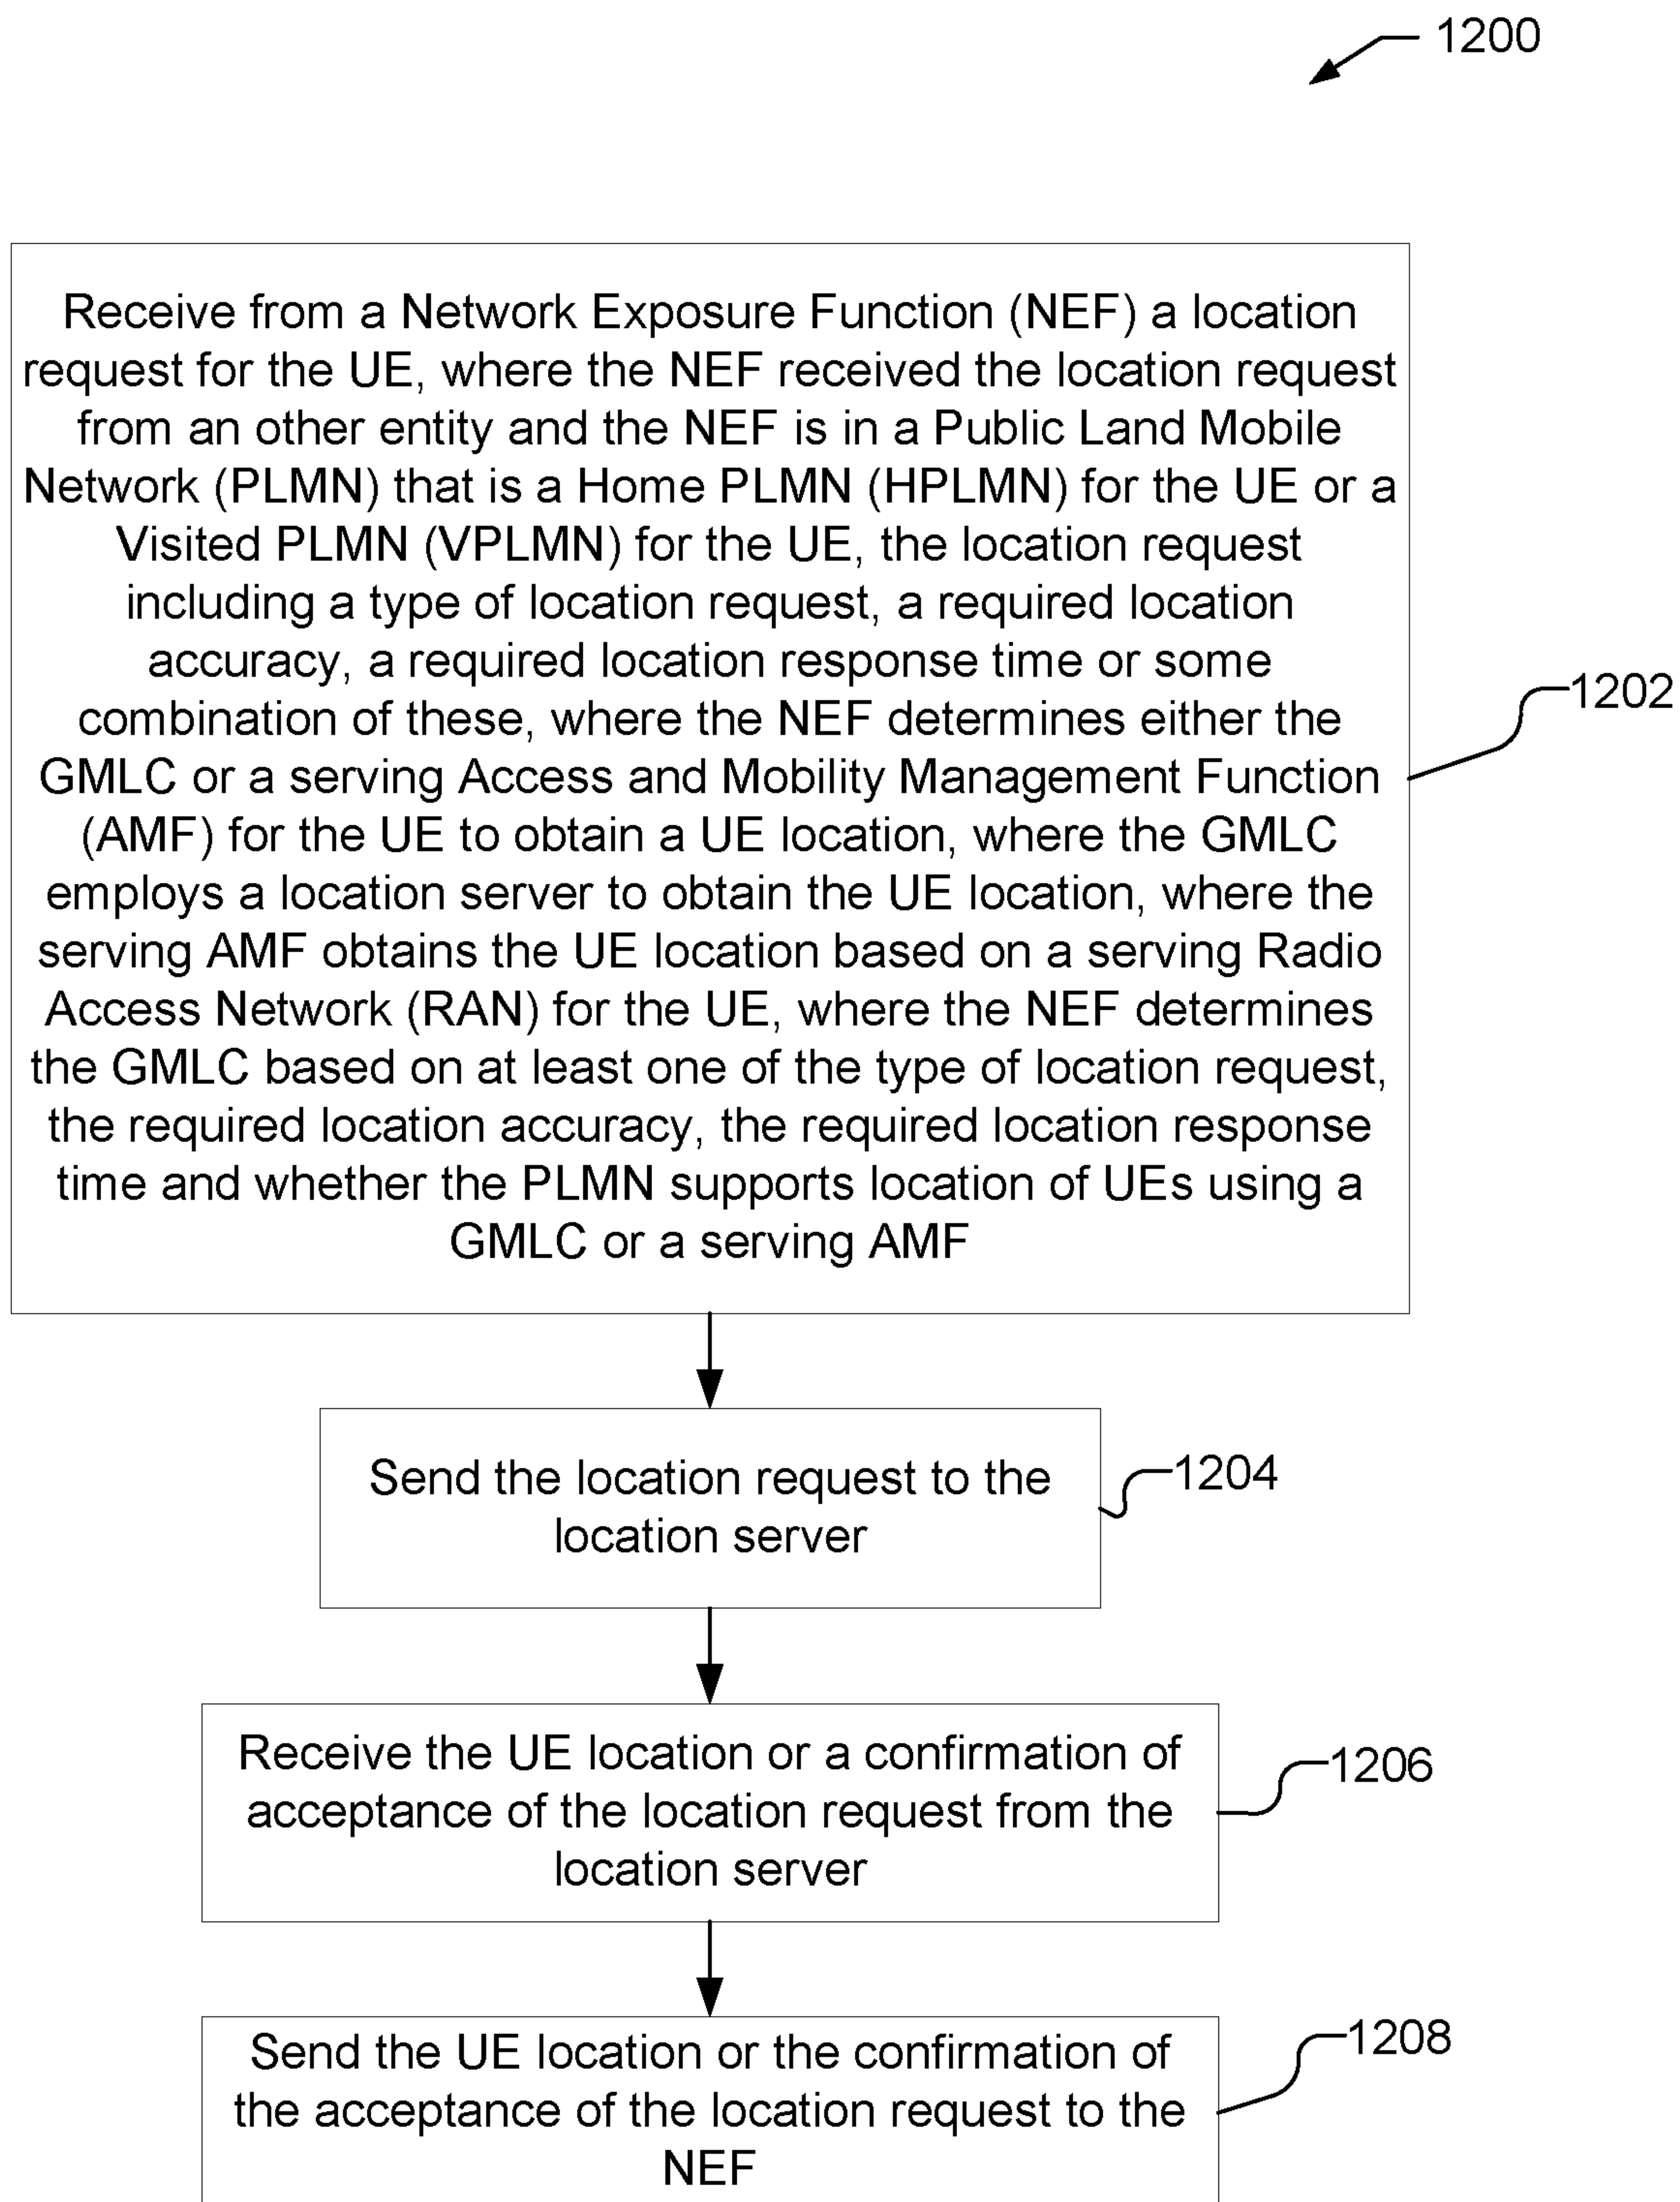 1200
Receive from a Network Exposure Function (NEF) a location
request for the UE, where the NEF received the location request
from an other entity and the NEF is in a Public Land Mobile
Network (PLMN) that is a Home PLMN (HPLMN) for the UE or a
Visited PLMN (VPLMN) for the UE, the location request
including a type of location request, a required location
accuracy, a required location response time or some
combination of these, where the NEF determines either the
GMLC or a serving Access and Mobility Management Function
(AMF) for the UE to obtain a UE location, where the GMLC
employs a location server to obtain the UE location, where the
serving AMF obtains the UE location based on a serving Radio
Access Network (RAN) for the UE, where the NEF determines
the GMLC based on at least one of the type of location request,
the required location accuracy, the required location response
time and whether the PLMN supports location of UEs using a
GMLC or a serving AMF
1202
Send the location request to the
location server
1204
Receive the UE location or a confirmation of
acceptance of the location request from the
location server
1206
Send the UE location or the confirmation of
the acceptance of the location request to the
NEF
1208